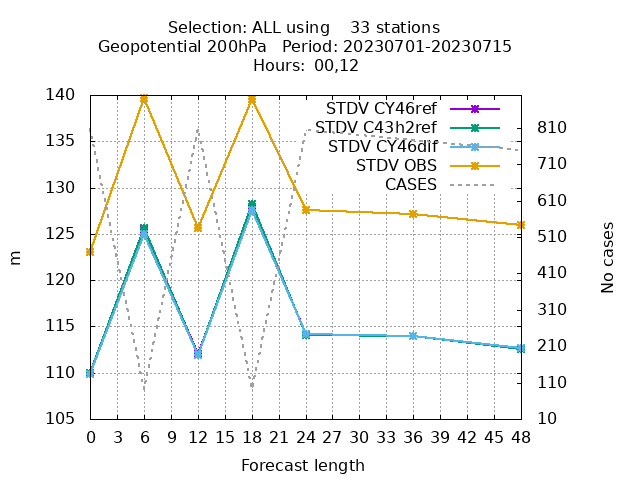 Selection: ALL using    33 stations
Geopotential 200hPa   Period: 20230701-20230715
Hours:  00,12
STDV CY46ref
STDV C43h2ref
STDV CY46dif
STDV OBS
CASES
140
135
130
125
120
115
110
105
810
710
610
510
410
310
210
110
10
m
No cases
0 3 6 9 12 15 18 21 24 27 30 33 36 39 42 45 48
Forecast length